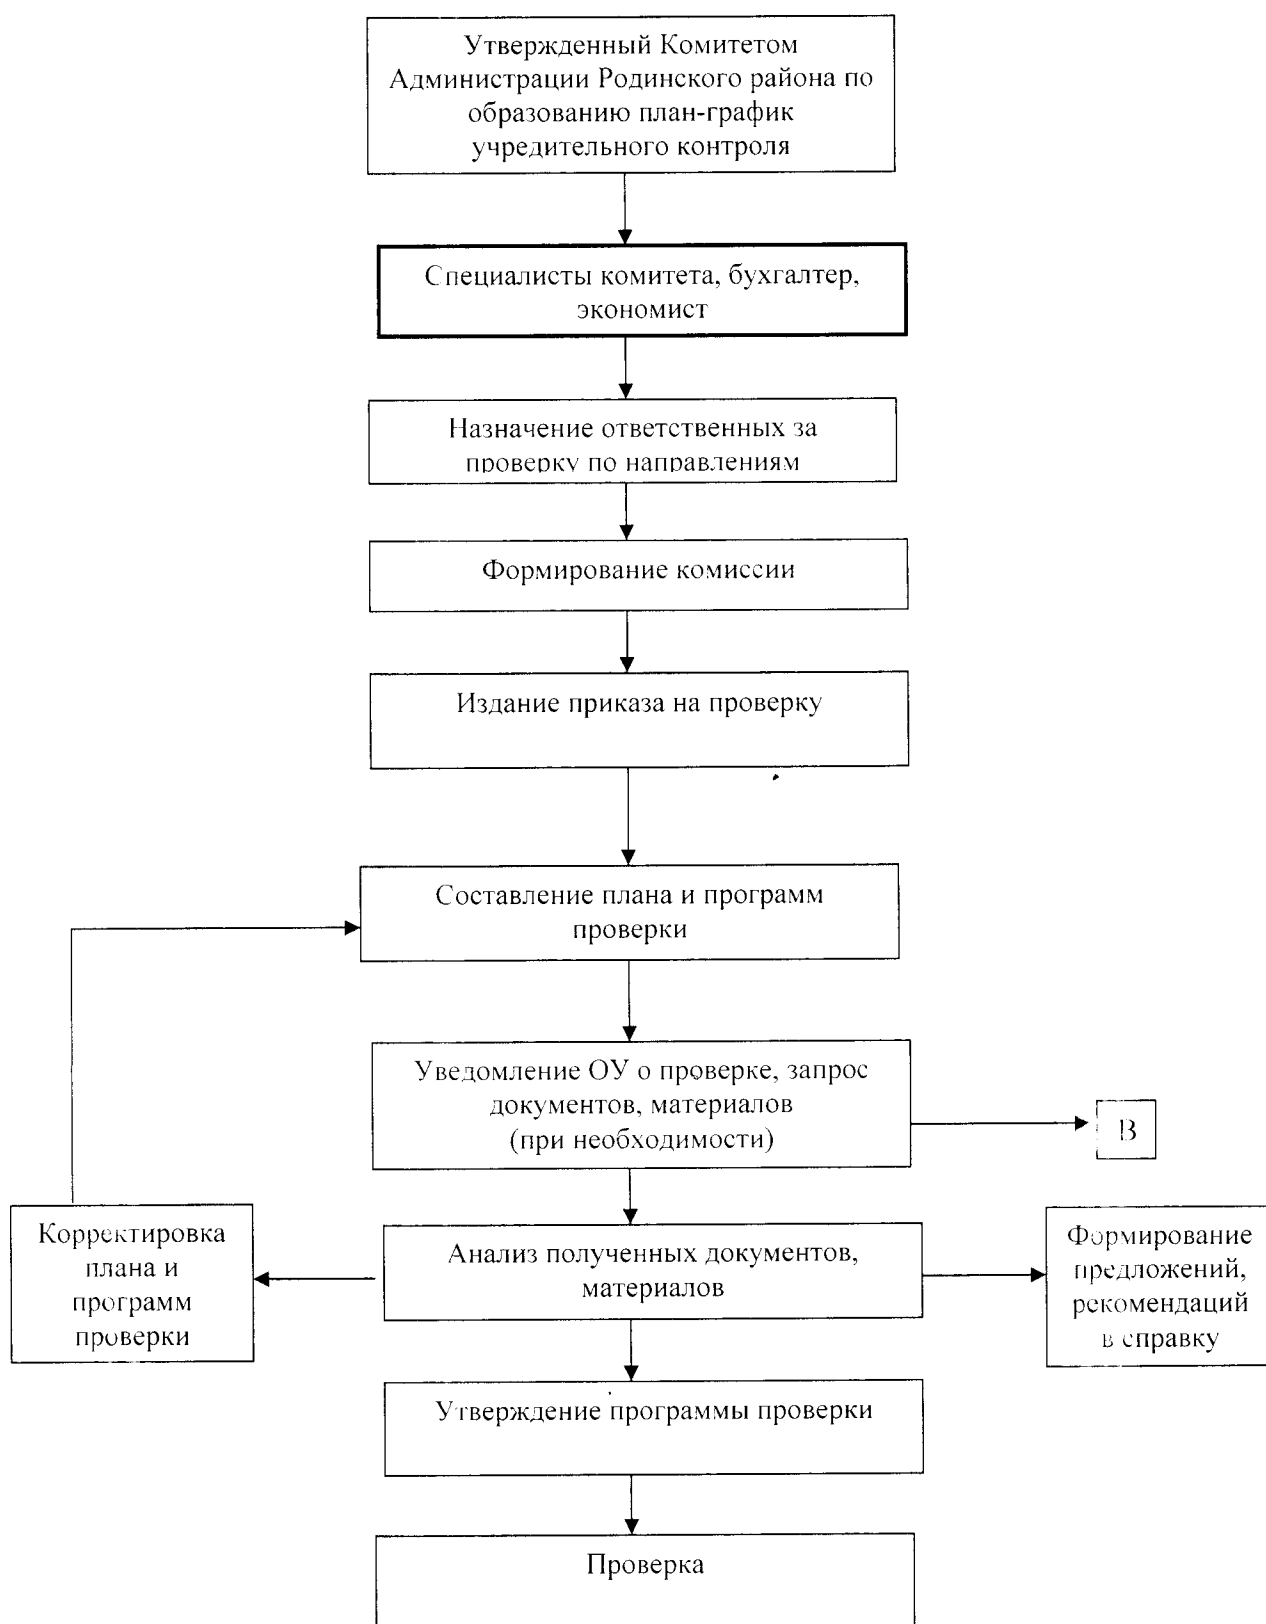 Утвержденный Комитетом
Администрации Родинского района по
образованию план-график
учредительного контроля
Специалисты комитета, бухгалтер,
экономист
Назначение ответственных за
проверку по направлениям
Формирование комиссии
Издание приказа на проверку
Составление плана и программ
проверки
Уведомление ОУ о проверке, запрос
документов, материалов
(при необходимости)
В
Корректировка
плана и
программ
проверки
Анализ полученных документов,
материалов
Формирование
предложений,
рекомендаций
в справку
Утверждение программы проверки
Проверка